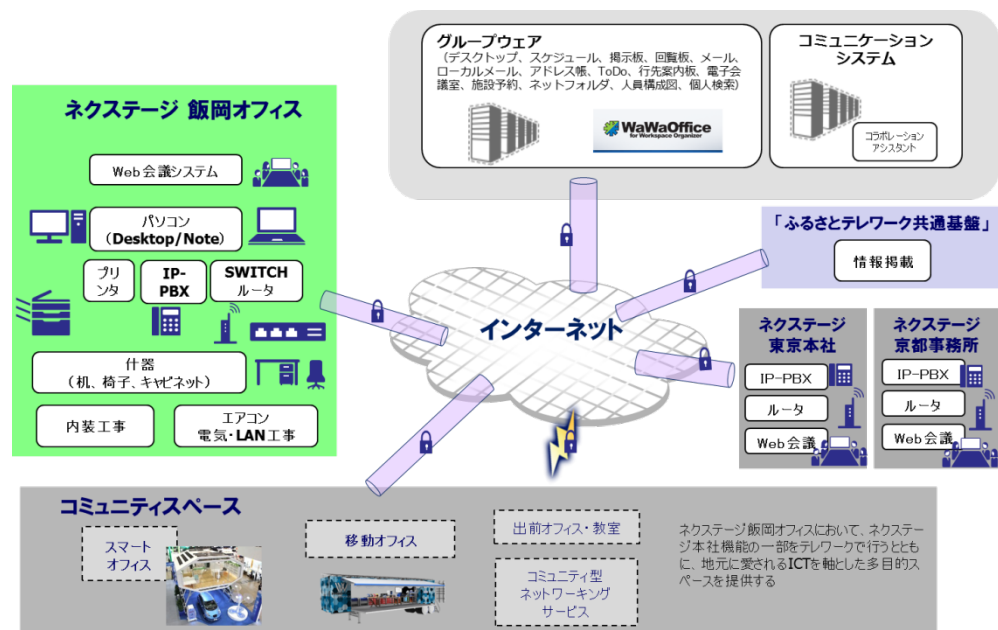 グループウェア
(デスクトップ、スケジュール、掲示板、回覧板、メール、
ローカルメール、アドレス帳、ToDo、行先案内板、電子会
議室、施設予約、ネットフォルダ、人員構成図、個人検索)
WaWaOffice
for Workspace Organizer
コミュニケーション
システム
コラボレーション
アシスタント
ネクステージ 飯岡オフィス
Web会議システム
パソコン
(Desktop/Note)
プリ
ンタ
IP-
PBX
SWITCH
ルータ
什器
(机、椅子、キャビネット)
内装工事
エアコン
電気・LAN工事
インターネット
「ふるさとテレワーク共通基盤」
情報掲載
ネクステージ
東京本社
IP-PBX
ルータ
Web会議
ネクステージ
京都事務所
IP-PBX
ルータ
Web会議
コミュニティスペース
スマート
オフィス
移動オフィス
出前オフィス・教室
コミュニティ型
ネットワーキング
サービス
ネクステージ飯岡オフィスにおいて、ネクステー
ジ本社機能の一部をテレワークで行うととも
に、地元に愛されるICTを軸とした多目的ス
ペースを提供する